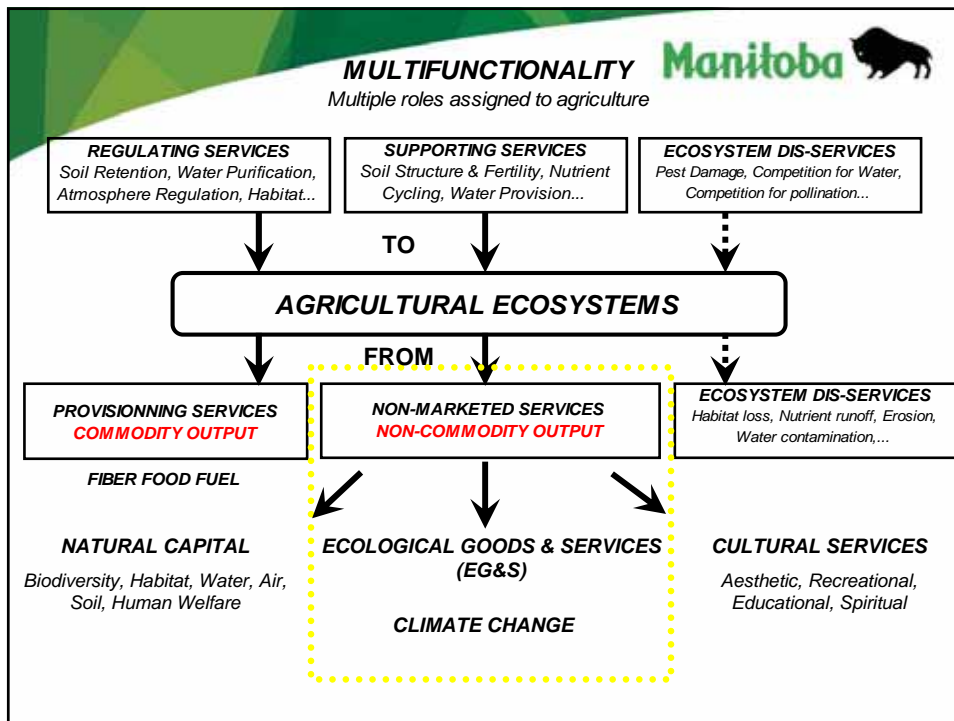 MULTIFUNCTIONALITY
Multiple roles assigned to agriculture
Manitoba
REGULATING SERVICES
Soil Retention, Water Purification,
Atmosphere Regulation, Habitat...
SUPPORTING SERVICES
Soil Structure & Fertility, Nutrient
Cycling, Water Provision...
ECOSYSTEM DIS-SERVICES
Pest Damage, Competition for Water,
Competition for pollination...
TO
AGRICULTURAL ECOSYSTEMS
FROM
PROVISIONNING SERVICES
COMMODITY OUTPUT
NON-MARKETED SERVICES
NON-COMMODITY OUTPUT
ECOSYSTEM DIS-SERVICES
Habitat loss, Nutrient runoff, Erosion,
Water contamination,...
FIBER FOOD FUEL
NATURAL CAPITAL
Biodiversity, Habitat, Water, Air,
Soil, Human Welfare
ECOLOGICAL GOODS & SERVICES
(EG&S)
CLIMATE CHANGE
CULTURAL SERVICES
Aesthetic, Recreational,
Educational, Spiritual